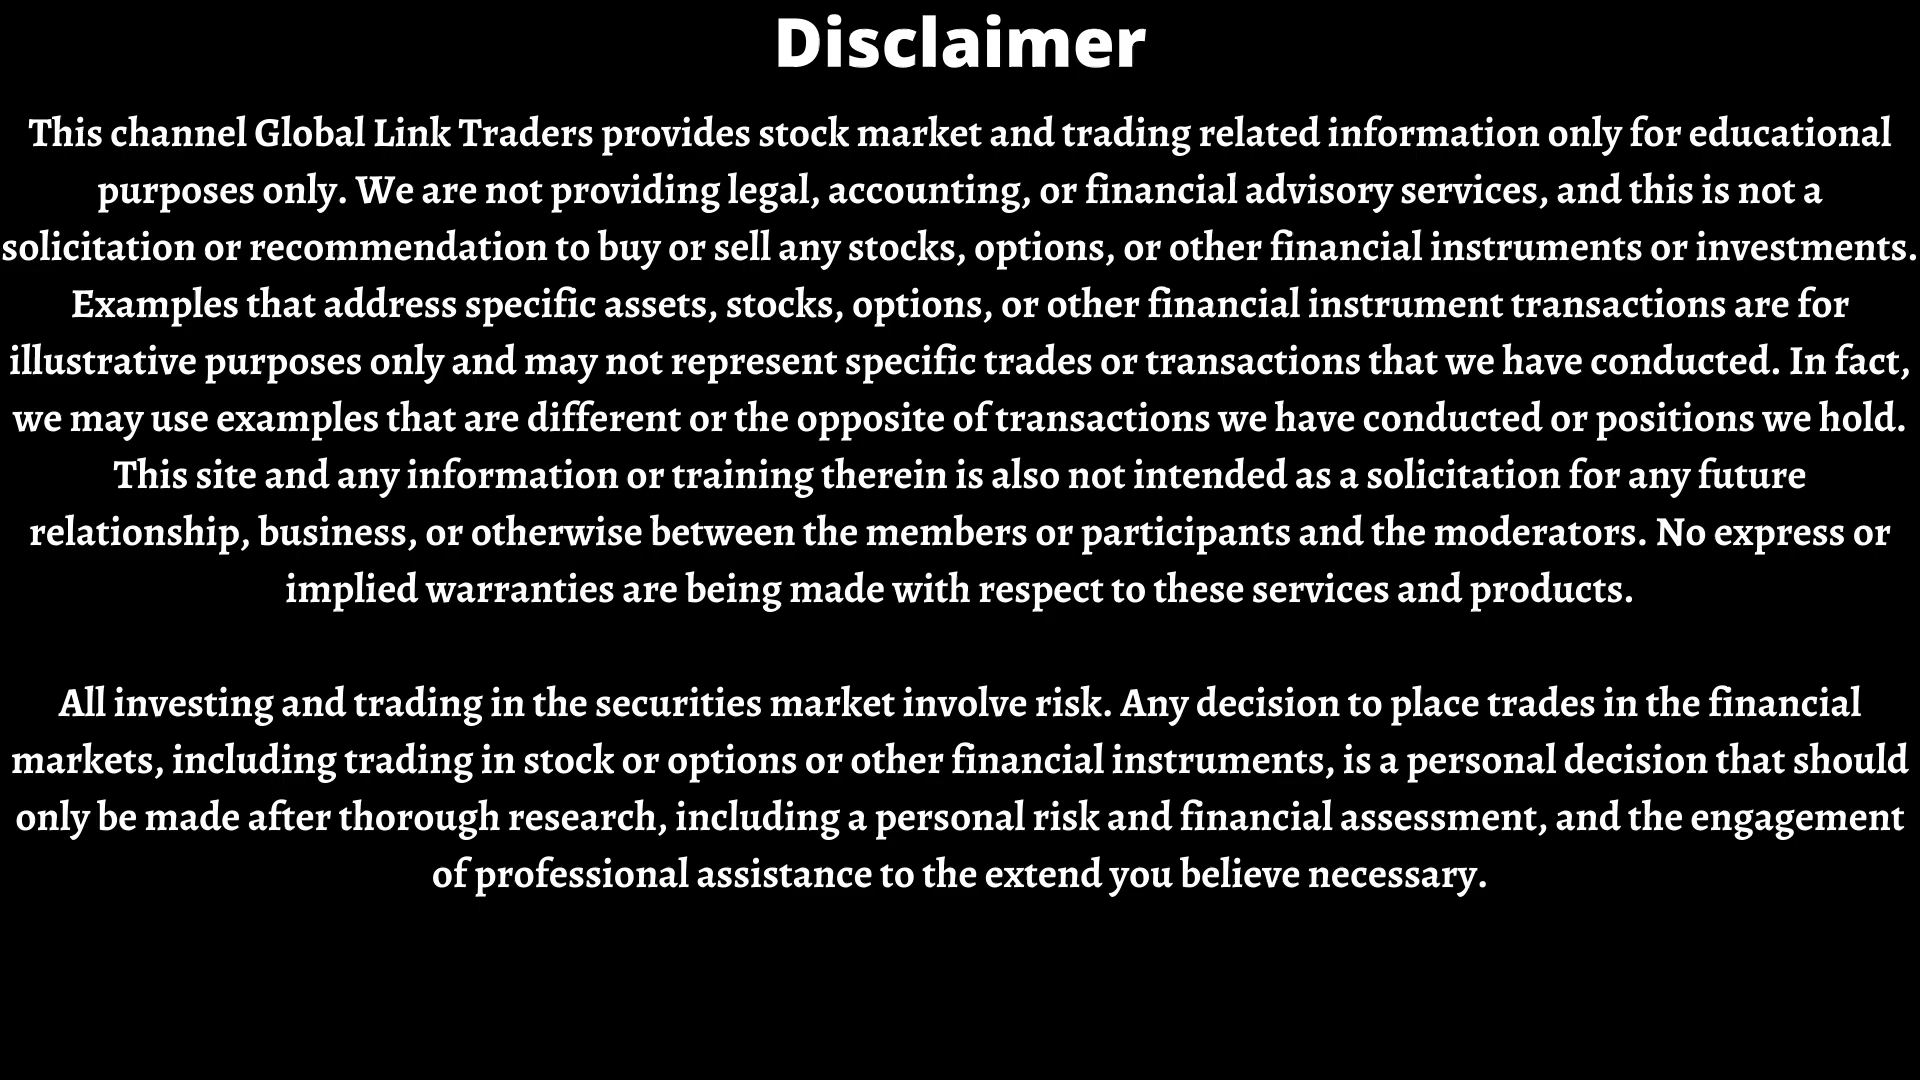 Disclaimer
This channel Global Link Traders provides stock market and trading related information only for educational
purposes only. We are not providing legal, accounting, or financial advisory services, and this is not a
solicitation or recommendation to buy or sell any stocks, options, or other financial instruments or investments.
Examples that address specific assets, stocks, options, or other financial instrument transactions are for
illustrative purposes only and may not represent specific trades or transactions that we have conducted. In fact,
we may use examples that are different or the opposite of transactions we have conducted or positions we hold.
This site and any information or training therein is also not intended as a solicitation for any future
relationship, business, or otherwise between the members or participants and the moderators. No express or
implied warranties are being made with respect to these services and products.
All investing and trading in the securities market involve risk. Any decision to place trades in the financial
markets, including trading in stock or options or other financial instruments, is a personal decision that should
only be made after thorough research, including a personal risk and financial assessment, and the engagement
of professional assistance to the extend you believe necessary.